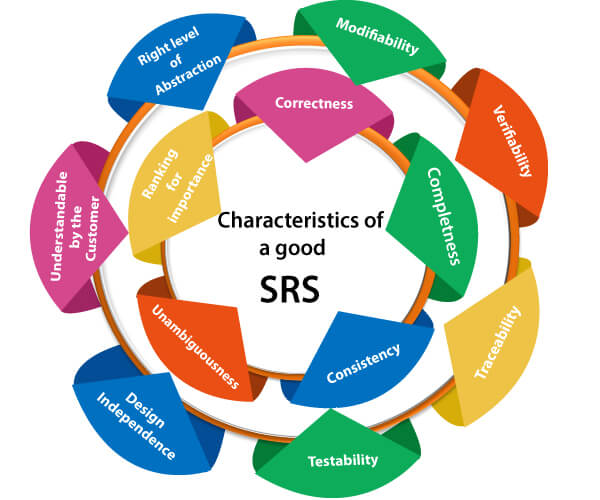 Characteristics of
a good
SRS
Correctness
Completness
Consistency
Unambiguousness
Ranking
for
importance
Modifiability
Verifiability
Traceability
Testability
Design
Independence
Understandable
by the
Customer
Right level
of
Abstraction